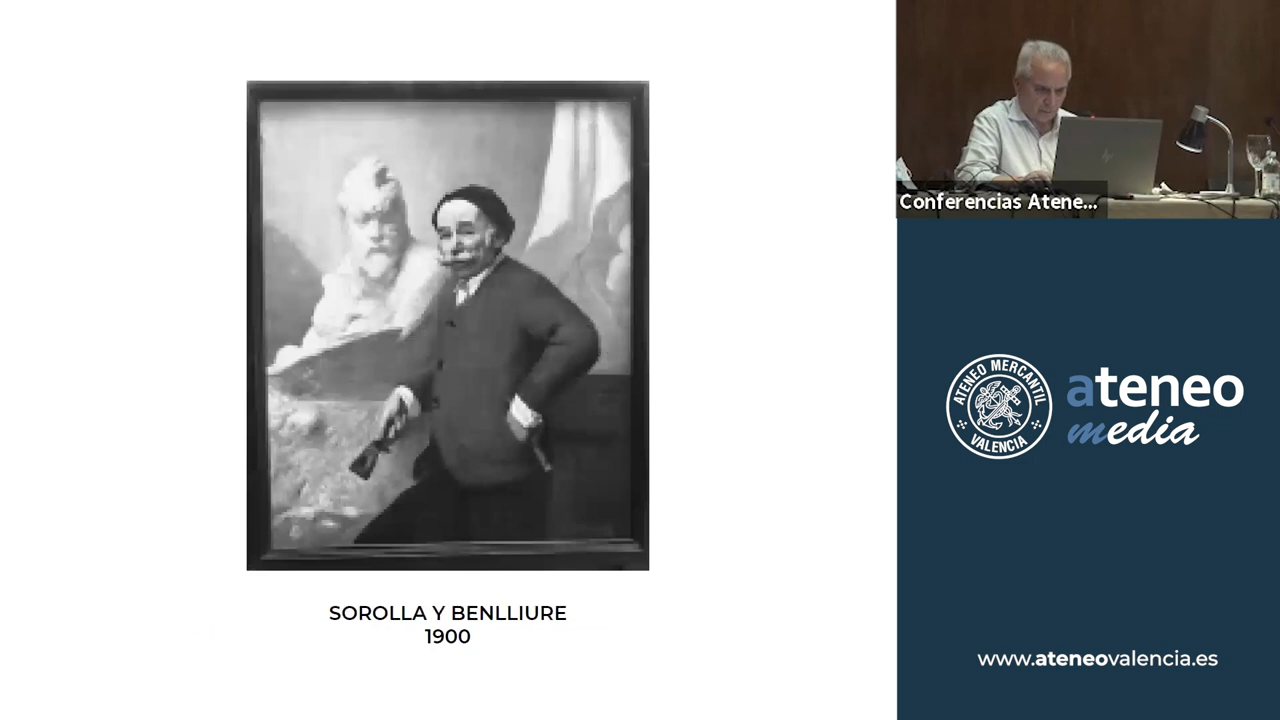 Conferencias Atene...
ATENEO MERCANTIL
VALENCIA
ateneo
media
SOROLLA Y BENLLIURE
1900
www.ateneovalencia.es